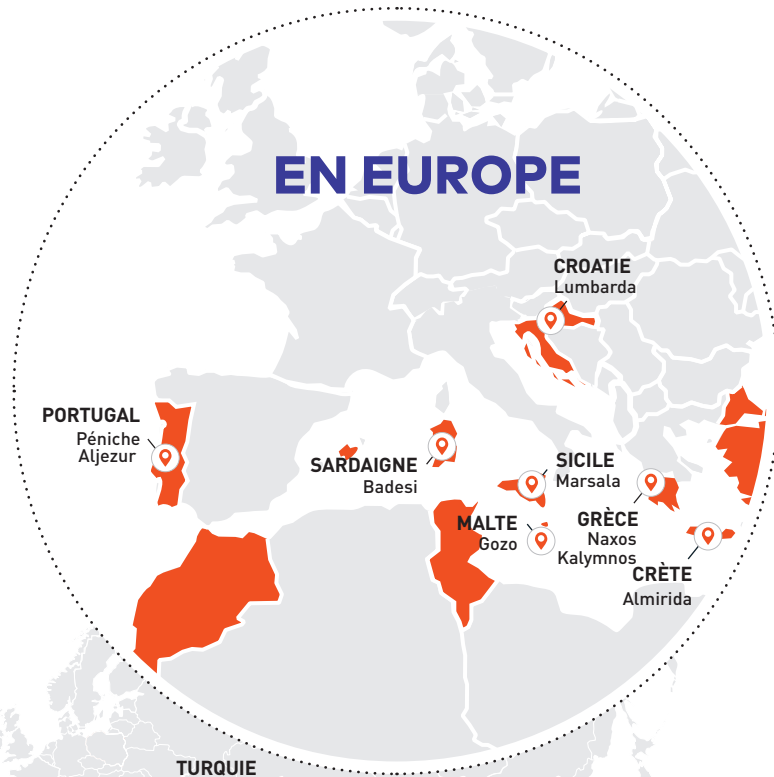 EN EUROPE
CROATIE
Lumbarda
PORTUGAL
Péniche
Aljezur
SARDAIGNE
Badesi
SICILE
Marsala
MALTE
Gozo
GRÈCE
Naxos
Kalymnos
CRÈTE
Almirida
TURQUIE